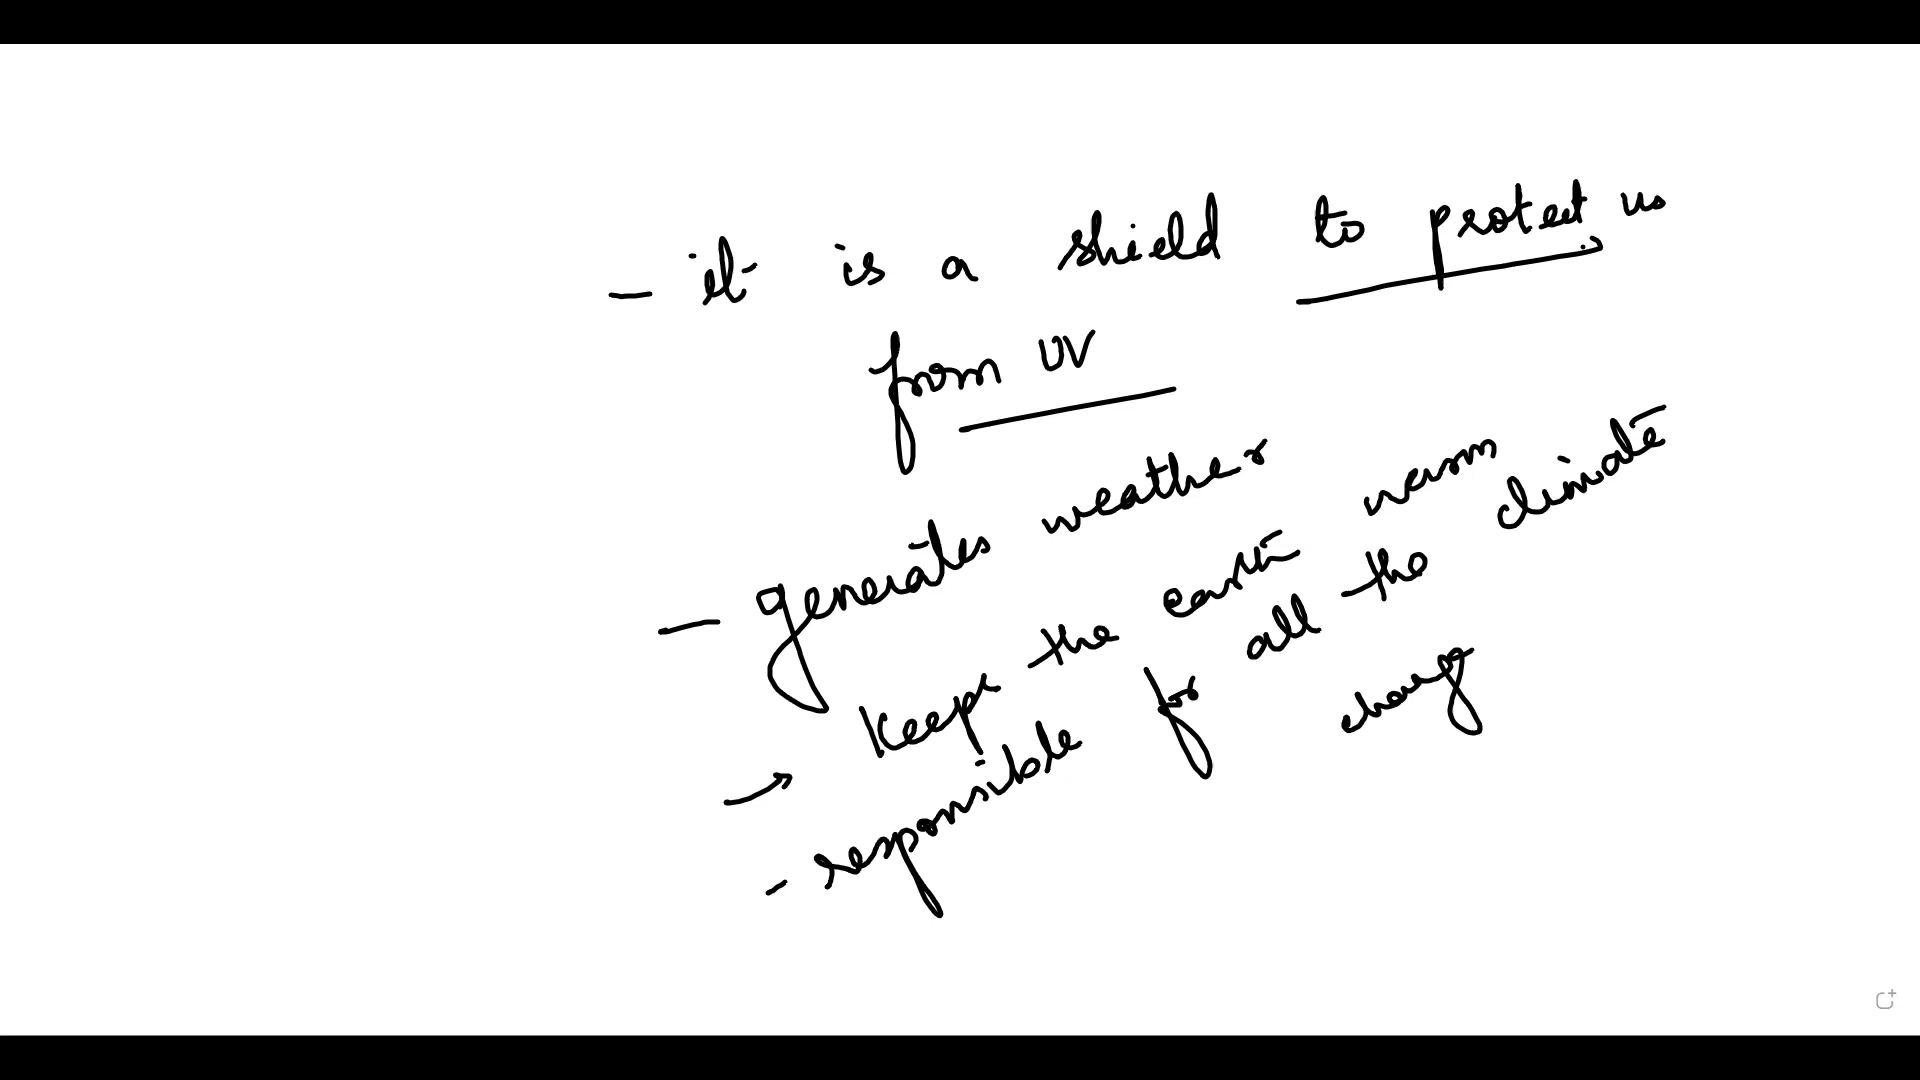 - it is a shield to protect us
from UV
- generates weather
→ Keeps the earth warm
- responsible for all the climate
change